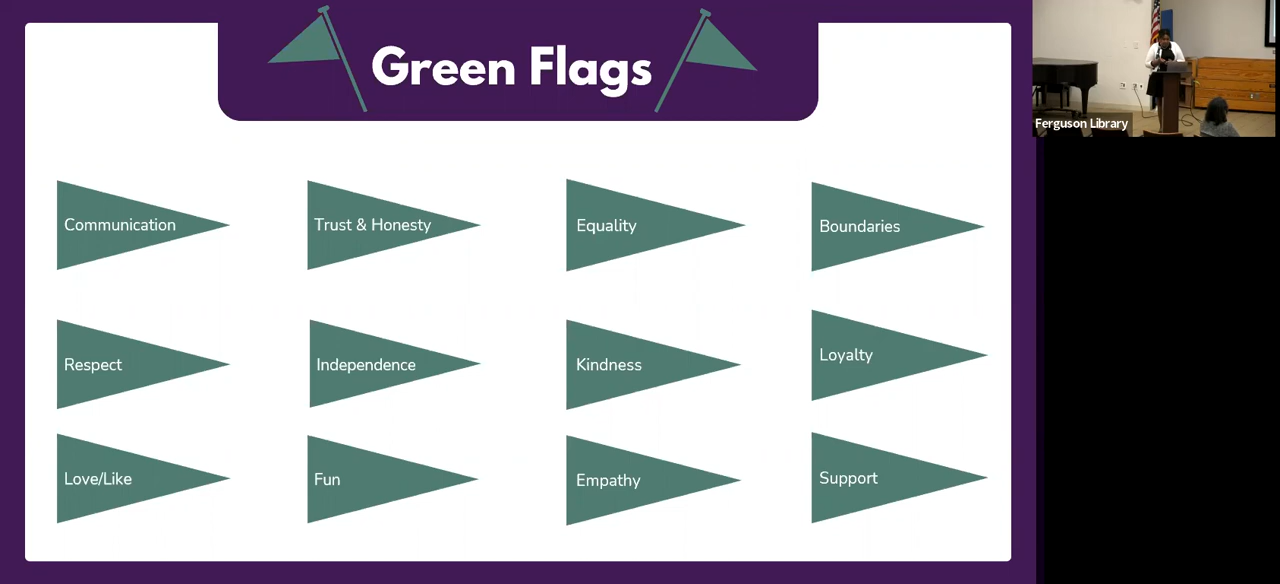 Green Flags
Ferguson Library
Communication
Trust & Honesty
Equality
Boundaries
Respect
Independence
Kindness
Loyalty
Love/Like
Fun
Empathy
Support